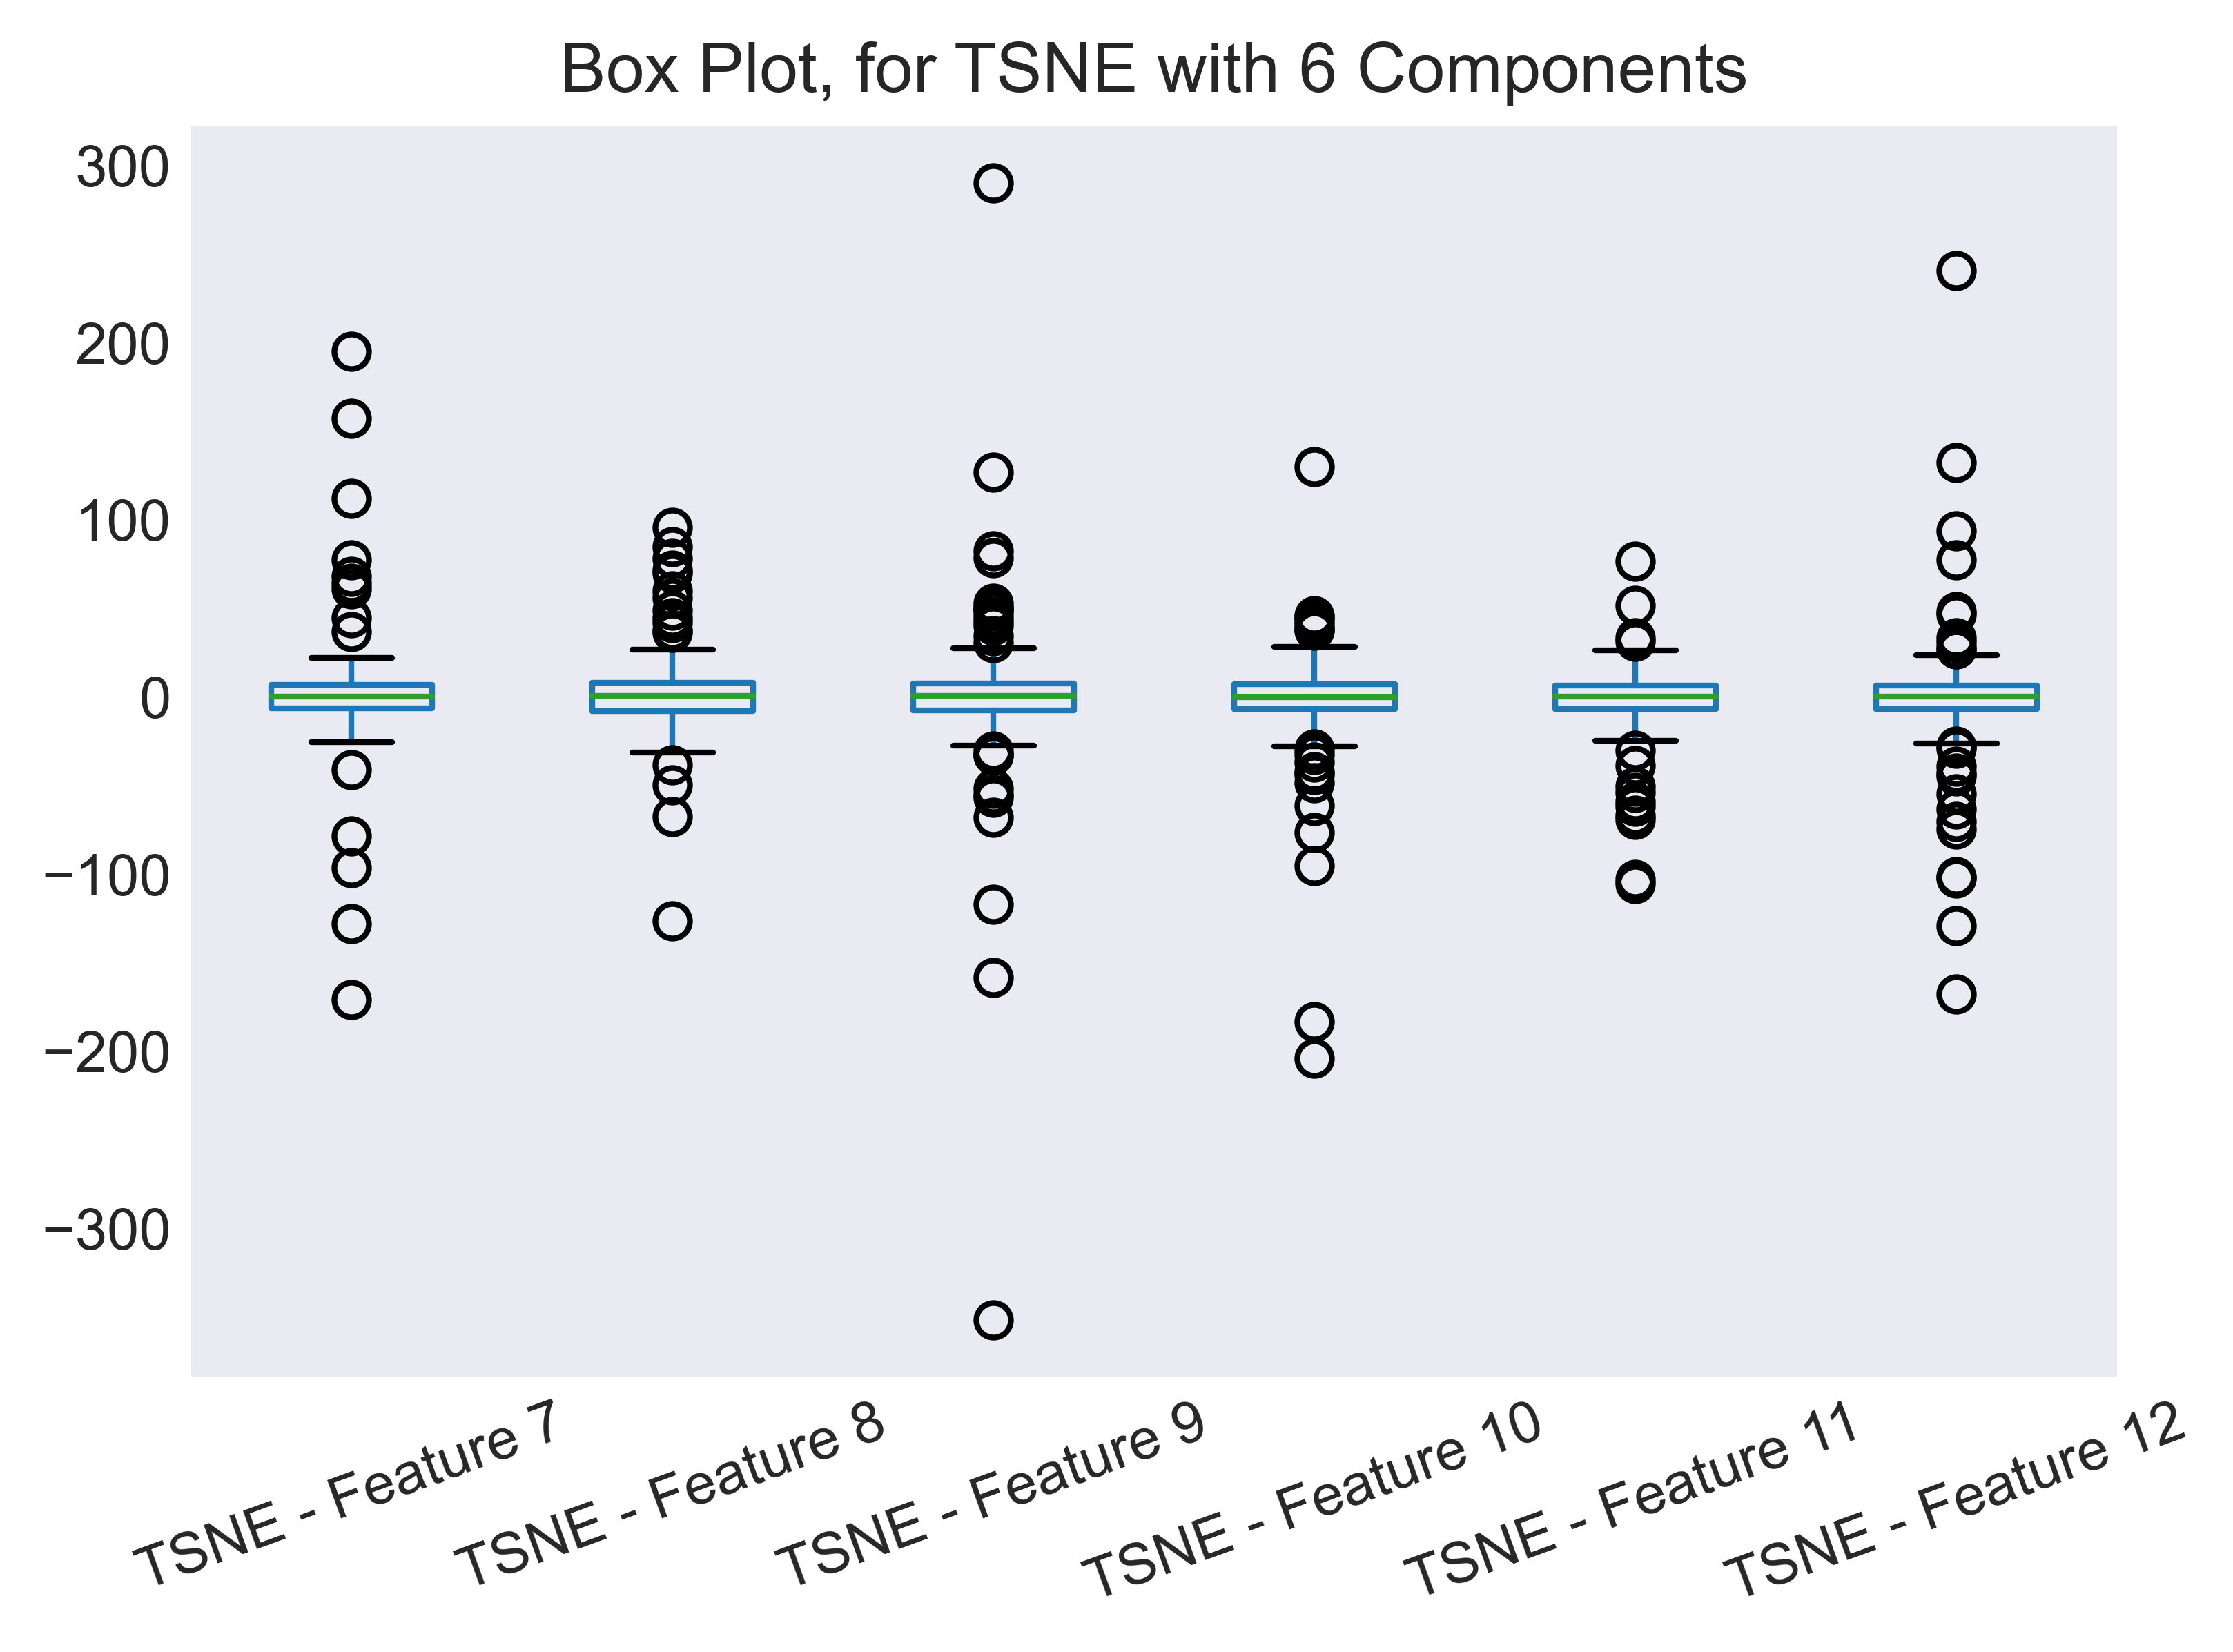 Box Plot, for TSNE with 6 Components
300
200
100
0
−100
−200
−300
TSNE - Feature 7
TSNE - Feature 8
TSNE - Feature 9
TSNE - Feature 10
TSNE - Feature 11
TSNE - Feature 12